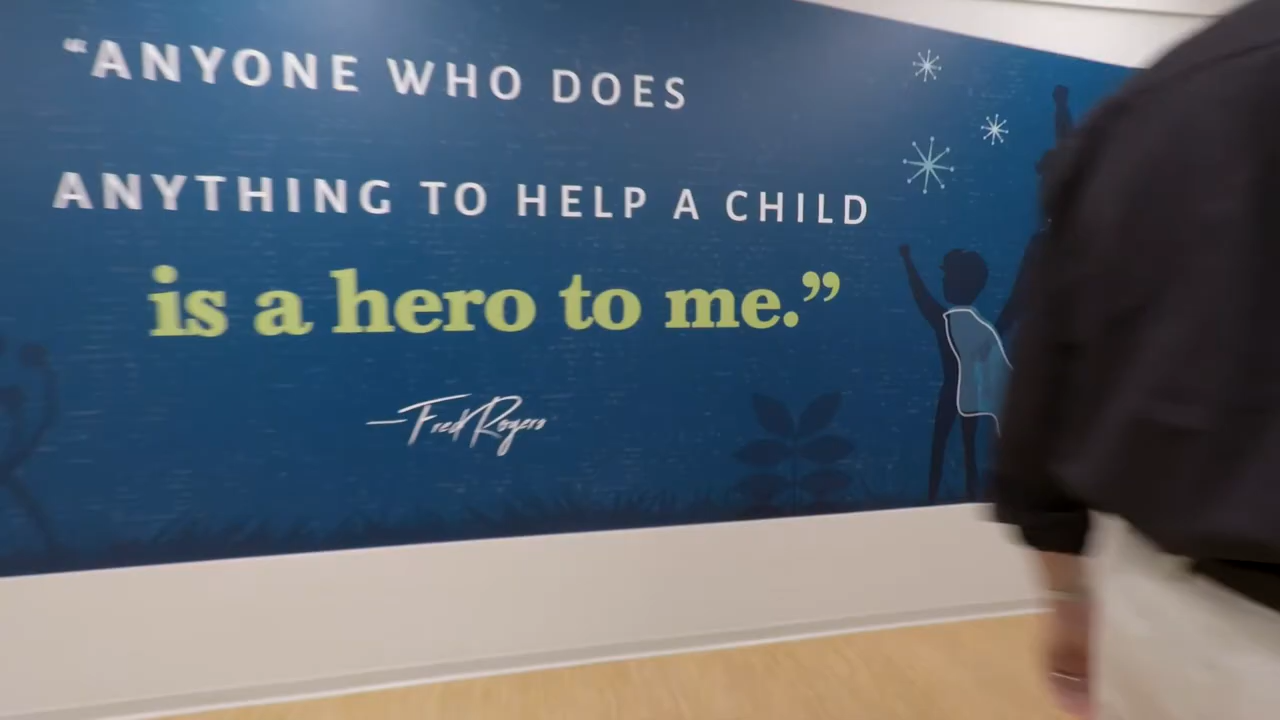 “ANYONE WHO DOES
ANYTHING TO HELP A CHILD
is a hero to me.”
—Fred Rogers